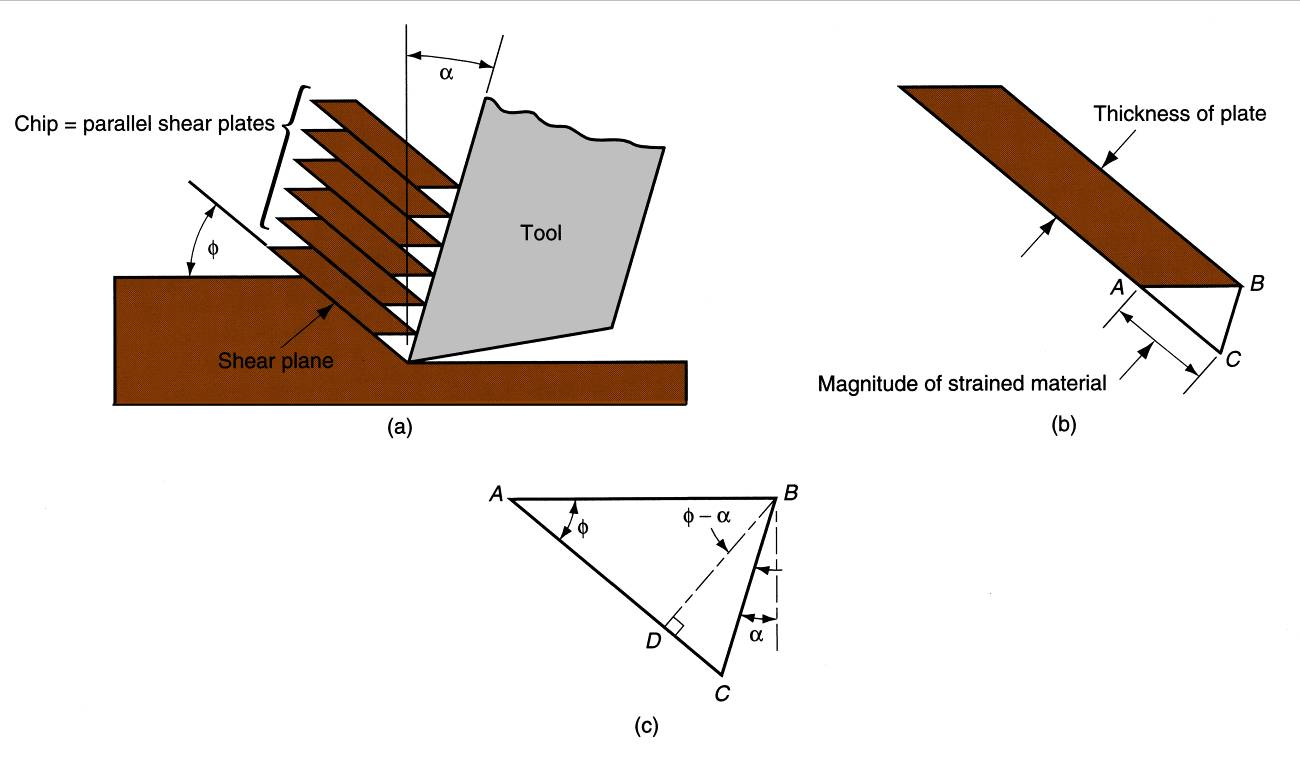 α
Chip = parallel shear plates
Tool
ϕ
Shear plane
(a)
Thickness of plate
A
B
C
Magnitude of strained material
(b)
A
B
ϕ
ϕ – α
D
α
C
(c)